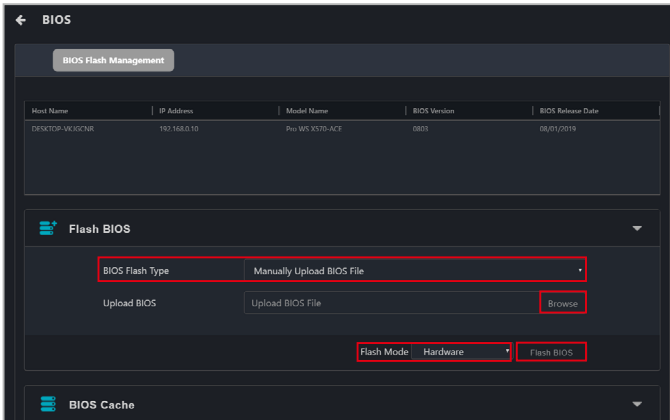 BIOS
BIOS Flash Management
Host Name IP Address Model Name BIOS Version BIOS Release Date
DESKTOP-VKJGCNR 192.168.0.10 Pro WS X570-ACE 0803 08/01/2019
Flash BIOS
BIOS Flash Type Manually Upload BIOS File
Upload BIOS Upload BIOS File Browse
Flash Mode Hardware Flash BIOS
BIOS Cache